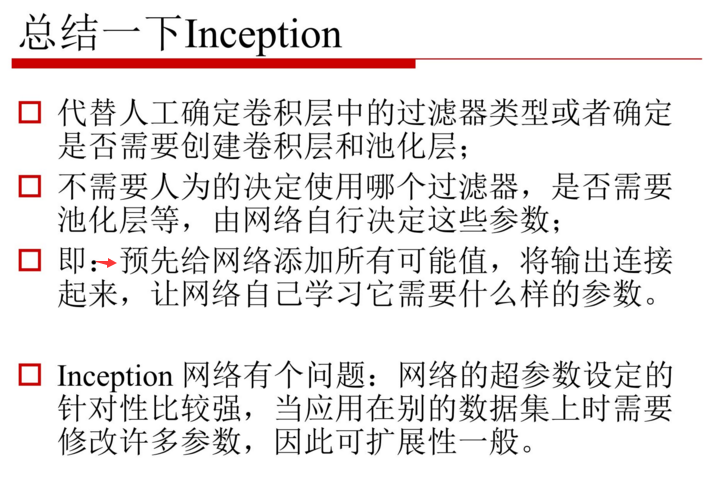 总结一下Inception
代替人工确定卷积层中的过滤器类型或者确定
是否需要创建卷积层和池化层；
不需要人为的决定使用哪个过滤器，是否需要
池化层等，由网络自行决定这些参数；
即：预先给网络添加所有可能值，将输出连接
起来，让网络自己学习它需要什么样的参数。
Inception 网络有个问题：网络的超参数设定的
针对性比较强，当应用在别的数据集上时需要
修改许多参数，因此可扩展性一般。